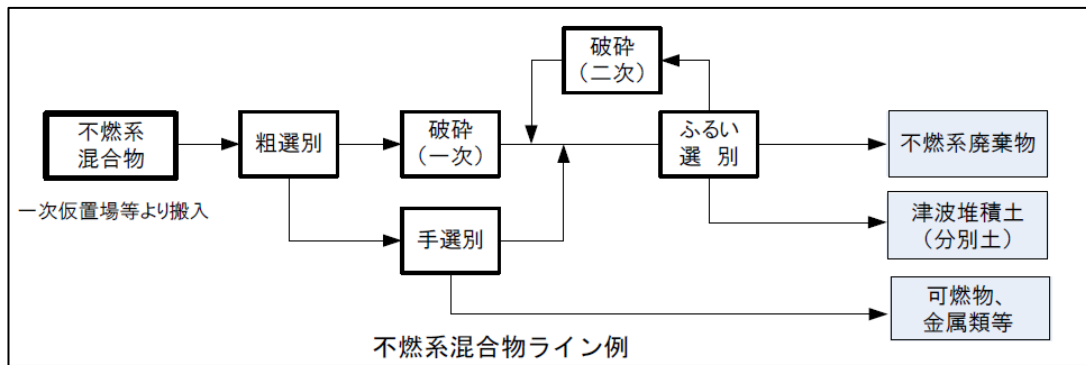 破砕
（二次）
不燃系
混合物
粗選別
破砕
（一次）
ふるい
選　別
不燃系廃棄物
一次仮置場等より搬入
手選別
津波堆積土
（分別土）
可燃物、
金属類等
不燃系混合物ライン例